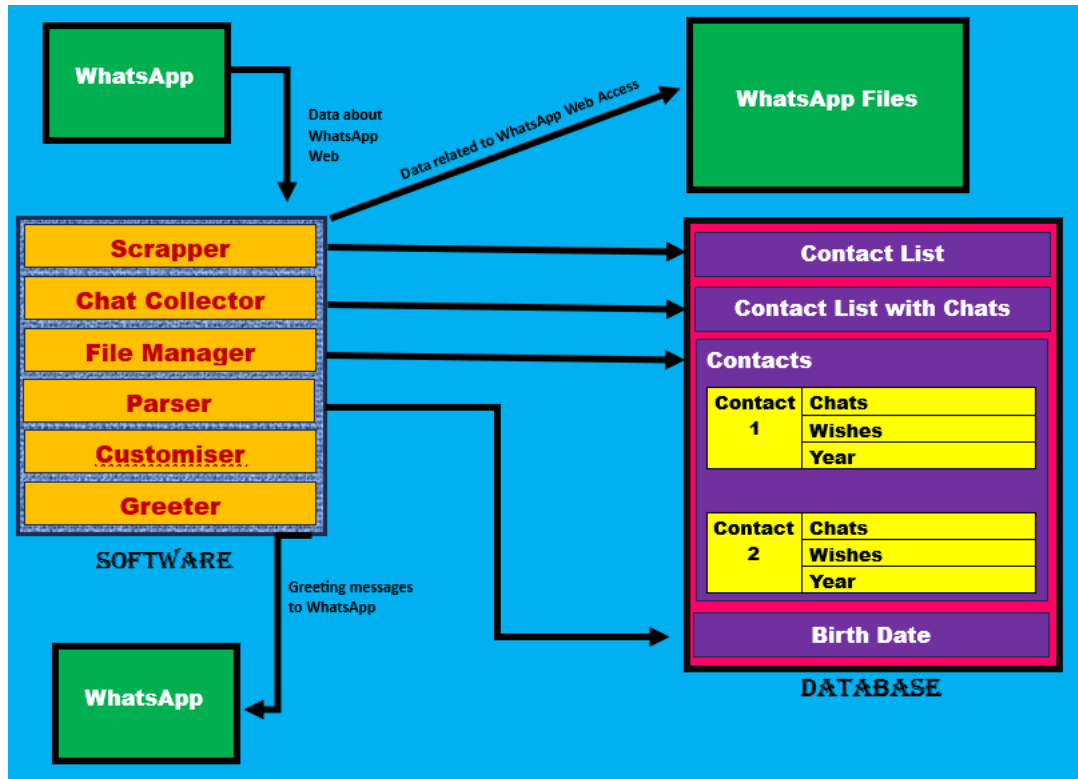 WhatsApp
Data about
WhatsApp
Web
Data related to WhatsApp Web Access
WhatsApp Files
Scrapper
Chat Collector
File Manager
Parser
Customiser
Greeter
SOFTWARE
Greeting messages
to WhatsApp
WhatsApp
Contact List
Contact List with Chats
Contacts
Contact
1
Chats
Wishes
Year
Contact
2
Chats
Wishes
Year
Birth Date
DATABASE